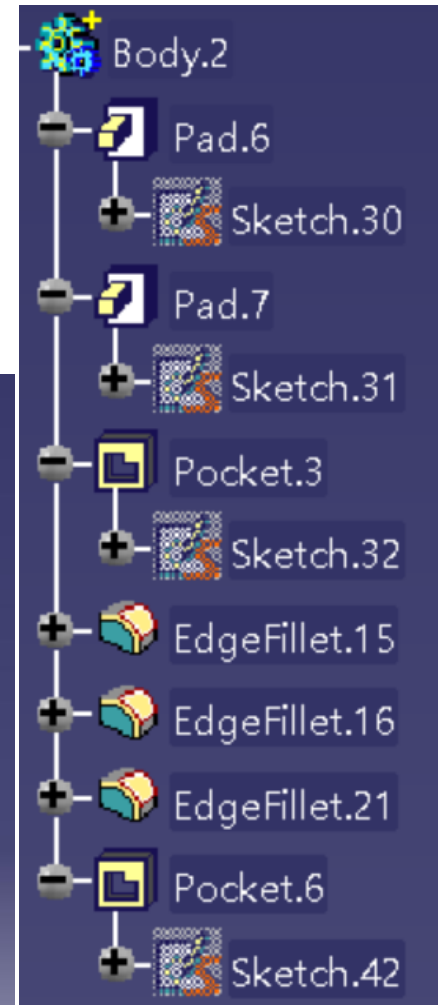 Body.2
Pad.6
Sketch.30
Pad.7
Sketch.31
Pocket.3
Sketch.32
EdgeFillet.15
EdgeFillet.16
EdgeFillet.21
Pocket.6
Sketch.42